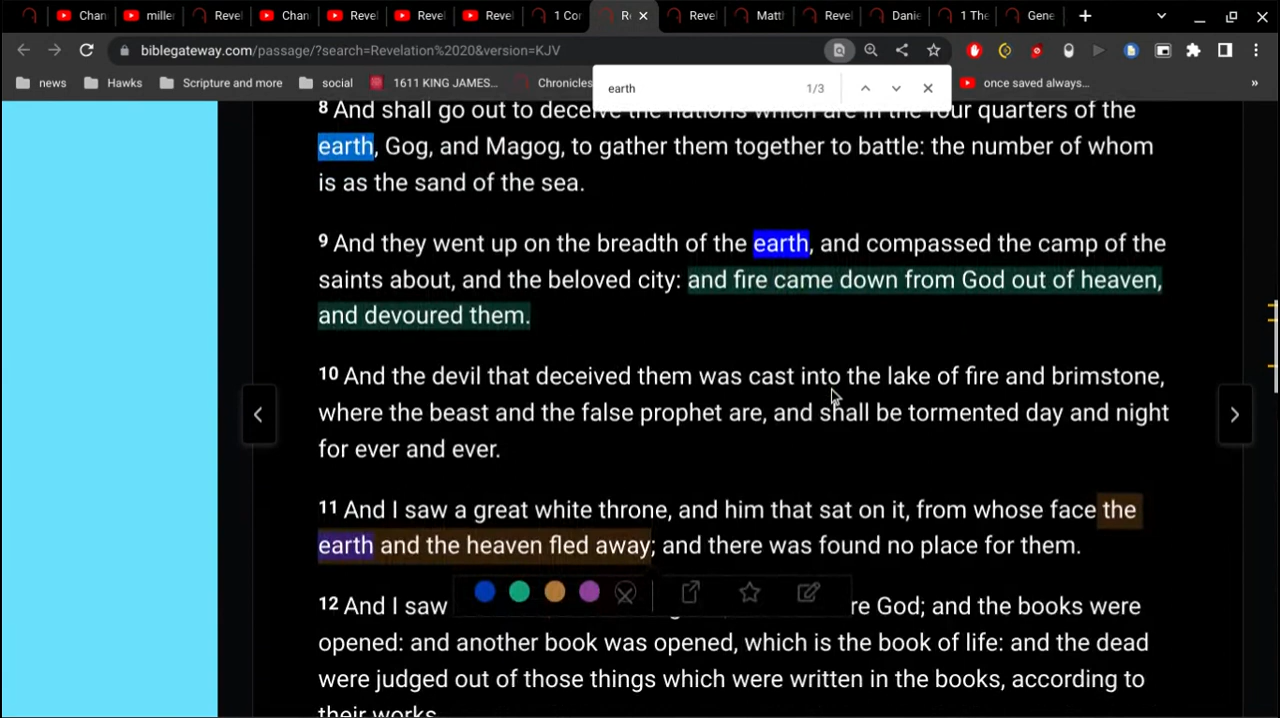 Chan
miller
Revel
Chan
Revel
Revel
Revel
1 Cor
Re
Revel
Matt
Revel
Danie
1 The
Gene
biblegateway.com/passage/?search=Revelation%2020&version=KJV
news
Hawks
Scripture and more
social
1611 KING JAMES...
Chronicles
once saved always...
»
earth
1/3
8 And shall go out to deceive the nations which are in the four quarters of the
earth, Gog, and Magog, to gather them together to battle: the number of whom
is as the sand of the sea.
9 And they went up on the breadth of the earth, and compassed the camp of the
saints about, and the beloved city: and fire came down from God out of heaven,
and devoured them.
10 And the devil that deceived them was cast into the lake of fire and brimstone,
where the beast and the false prophet are, and shall be tormented day and night
for ever and ever.
11 And I saw a great white throne, and him that sat on it, from whose face the
earth and the heaven fled away; and there was found no place for them.
12 And I saw re God; and the books were
opened: and another book was opened, which is the book of life: and the dead
were judged out of those things which were written in the books, according to
their works.